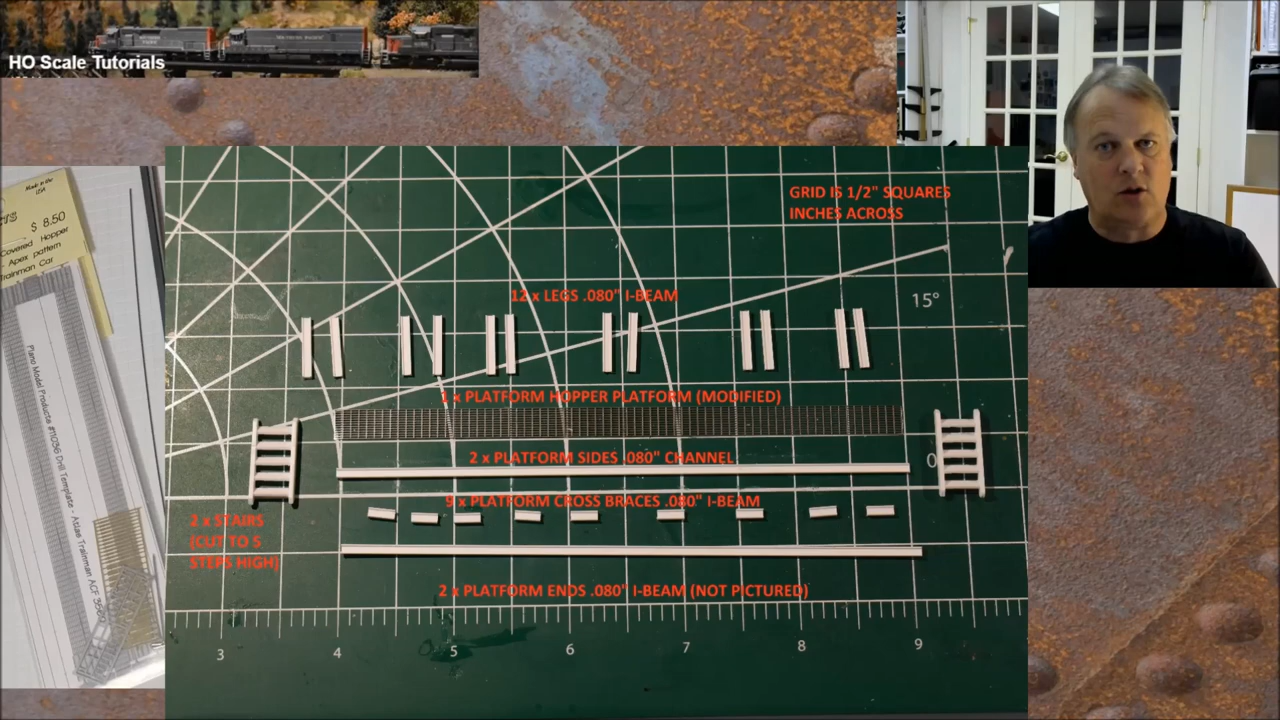 HO Scale Tutorials
Made in the
USA
$ 8.50
Covered Hopper
Apex pattern
Trainman Car
Plano Model Products #11036 Drill Template - Atlas Trainman ACF
GRID IS 1/2" SQUARES
INCHES ACROSS
15°
12 x LEGS .080" I-BEAM
1 x PLATFORM HOPPER PLATFORM (MODIFIED)
2 x PLATFORM SIDES .080" CHANNEL
0
9 x PLATFORM CROSS BRACES .080" I-BEAM
2 x STAIRS
(CUT TO 5
STEPS HIGH)
2 x PLATFORM ENDS .080" I-BEAM (NOT PICTURED)
3 4 5 6 7 8 9